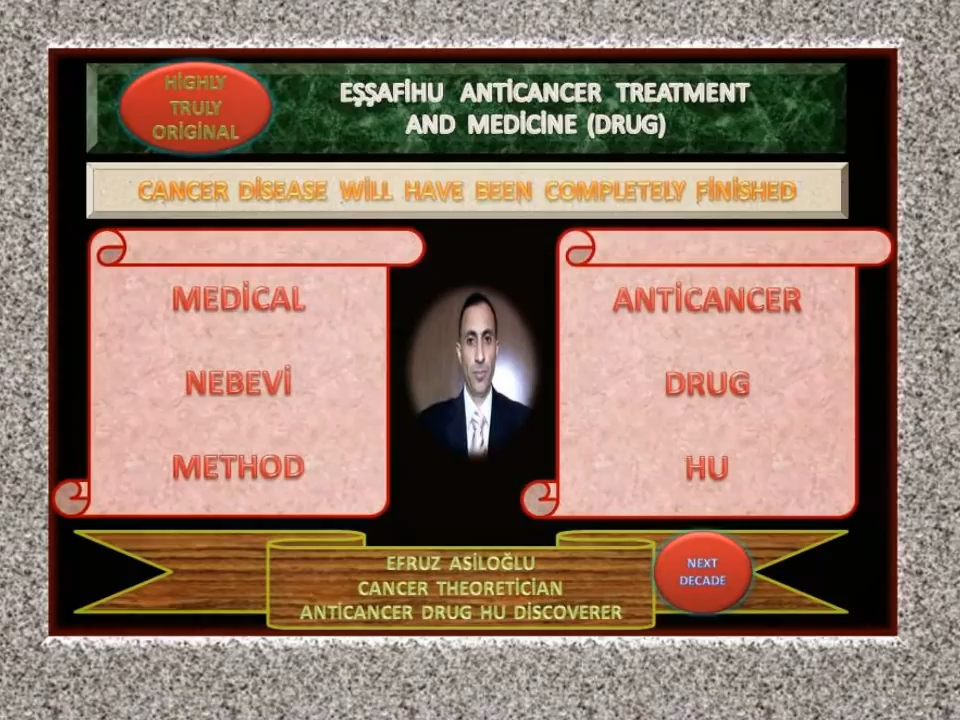 HİGHLY
TRULY
ORİGİNAL
EŞŞAFİHU ANTİCANCER TREATMENT
AND MEDİCİNE (DRUG)
CANCER DİSEASE WİLL HAVE BEEN COMPLETELY FİNİSHED
MEDİCAL
NEBEVİ
METHOD
ANTİCANCER
DRUG
HU
EFRUZ ASİLOĞLU
CANCER THEORETİCİAN
ANTİCANCER DRUG HU DİSCOVERER
NEXT
DECADE